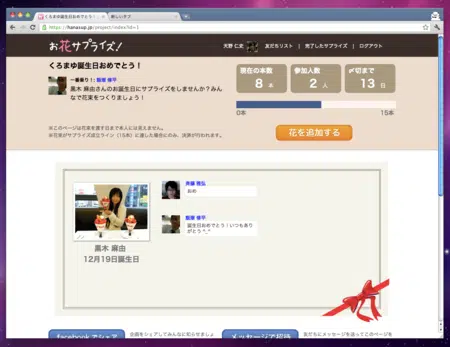 くろまゆ誕生日おめでとう!
新しいタブ
https://hanasup.jp/project/index?id=1
お花サプライズ!
天野 仁史
友だちリスト | 完了したサプライズ | ログアウト
くろまゆ誕生日おめでとう!
一番乗り!: 飯塚 修平
黒木 麻由さんのお誕生日にサプライズをしませんか?みん
なで花束をつくりましょう!
※このページは花束を渡す日まで本人には見えません。
※花束がサプライズ成立ライン(15本)に達した場合にのみ、決済が行われます。
現在の本数
8 本
参加人数
2 人
〆切まで
13 日
0本
15本
花を追加する
黒木 麻由
12月19日誕生日
斉藤 雅弘
おめ
飯塚 修平
誕生日おめでとう!いつもあり
がとう ^_^
facebook でシェア
企画をシェアしてみんなに知らせましょ
メッセージで招待
友だちにメッセージを送ってこのページを